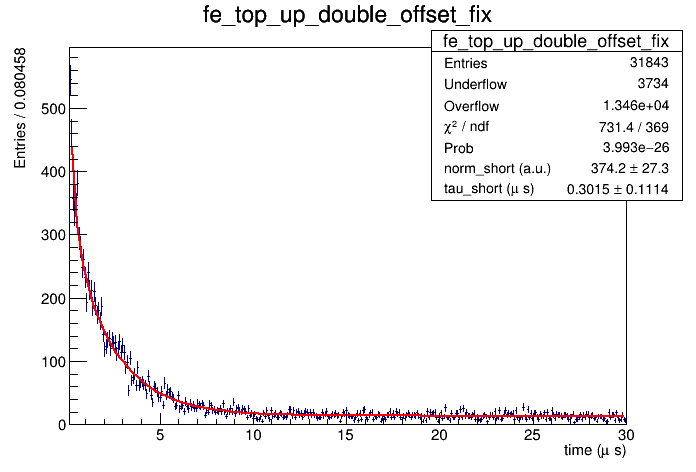 fe_top_up_double_offset_fix
fe_top_up_double_offset_fix
Entries 31843
Underflow 3734
Overflow 1.346e+04
χ² / ndf 731.4 / 369
Prob 3.993e−26
norm_short (a.u.) 374.2 ± 27.3
tau_short (μ s) 0.3015 ± 0.1114
Entries / 0.080458
500
400
300
200
100
0
5 10 15 20 25 30
time (μ s)